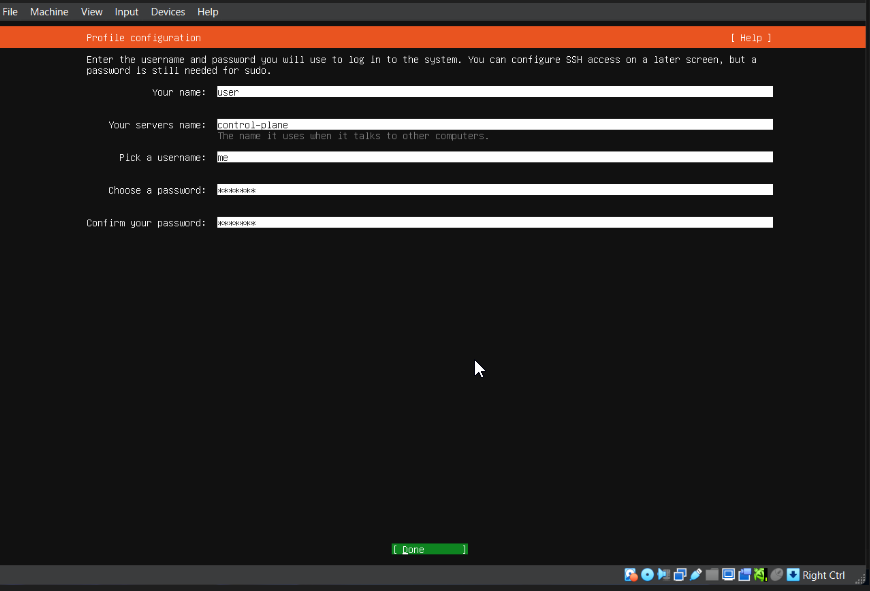 File Machine View Input Devices Help
Profile configuration [ Help ]
Enter the username and password you will use to log in to the system. You can configure SSH access on a later screen, but a
password is still needed for sudo.
Your name: user
Your servers name: control-plane
The name it uses when it talks to other computers.
Pick a username: me
Choose a password: *******
Confirm your password: *******
[ Done ]
Right Ctrl